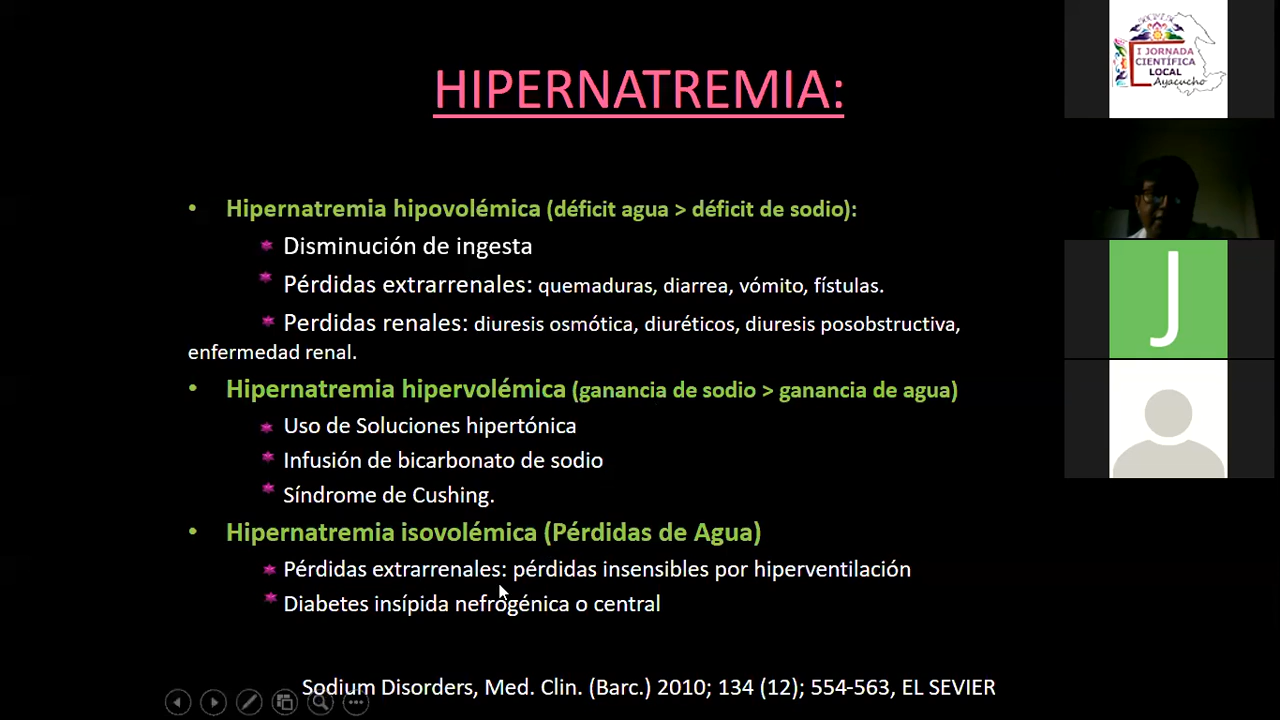 HIPERNATREMIA:
• Hipernatremia hipovolémica (déficit agua > déficit de sodio):
Disminución de ingesta
Pérdidas extrarrenales: quemaduras, diarrea, vómito, fístulas.
Perdidas renales: diuresis osmótica, diuréticos, diuresis posobstructiva,
enfermedad renal.
• Hipernatremia hipervolémica (ganancia de sodio > ganancia de agua)
Uso de Soluciones hipertónica
Infusión de bicarbonato de sodio
Síndrome de Cushing.
• Hipernatremia isovolémica (Pérdidas de Agua)
Pérdidas extrarrenales: pérdidas insensibles por hiperventilación
Diabetes insípida nefrogénica o central
Sodium Disorders, Med. Clin. (Barc.) 2010; 134 (12); 554-563, EL SEVIER
I JORNADA
CIENTÍFICA
LOCAL
Ayacucho
J